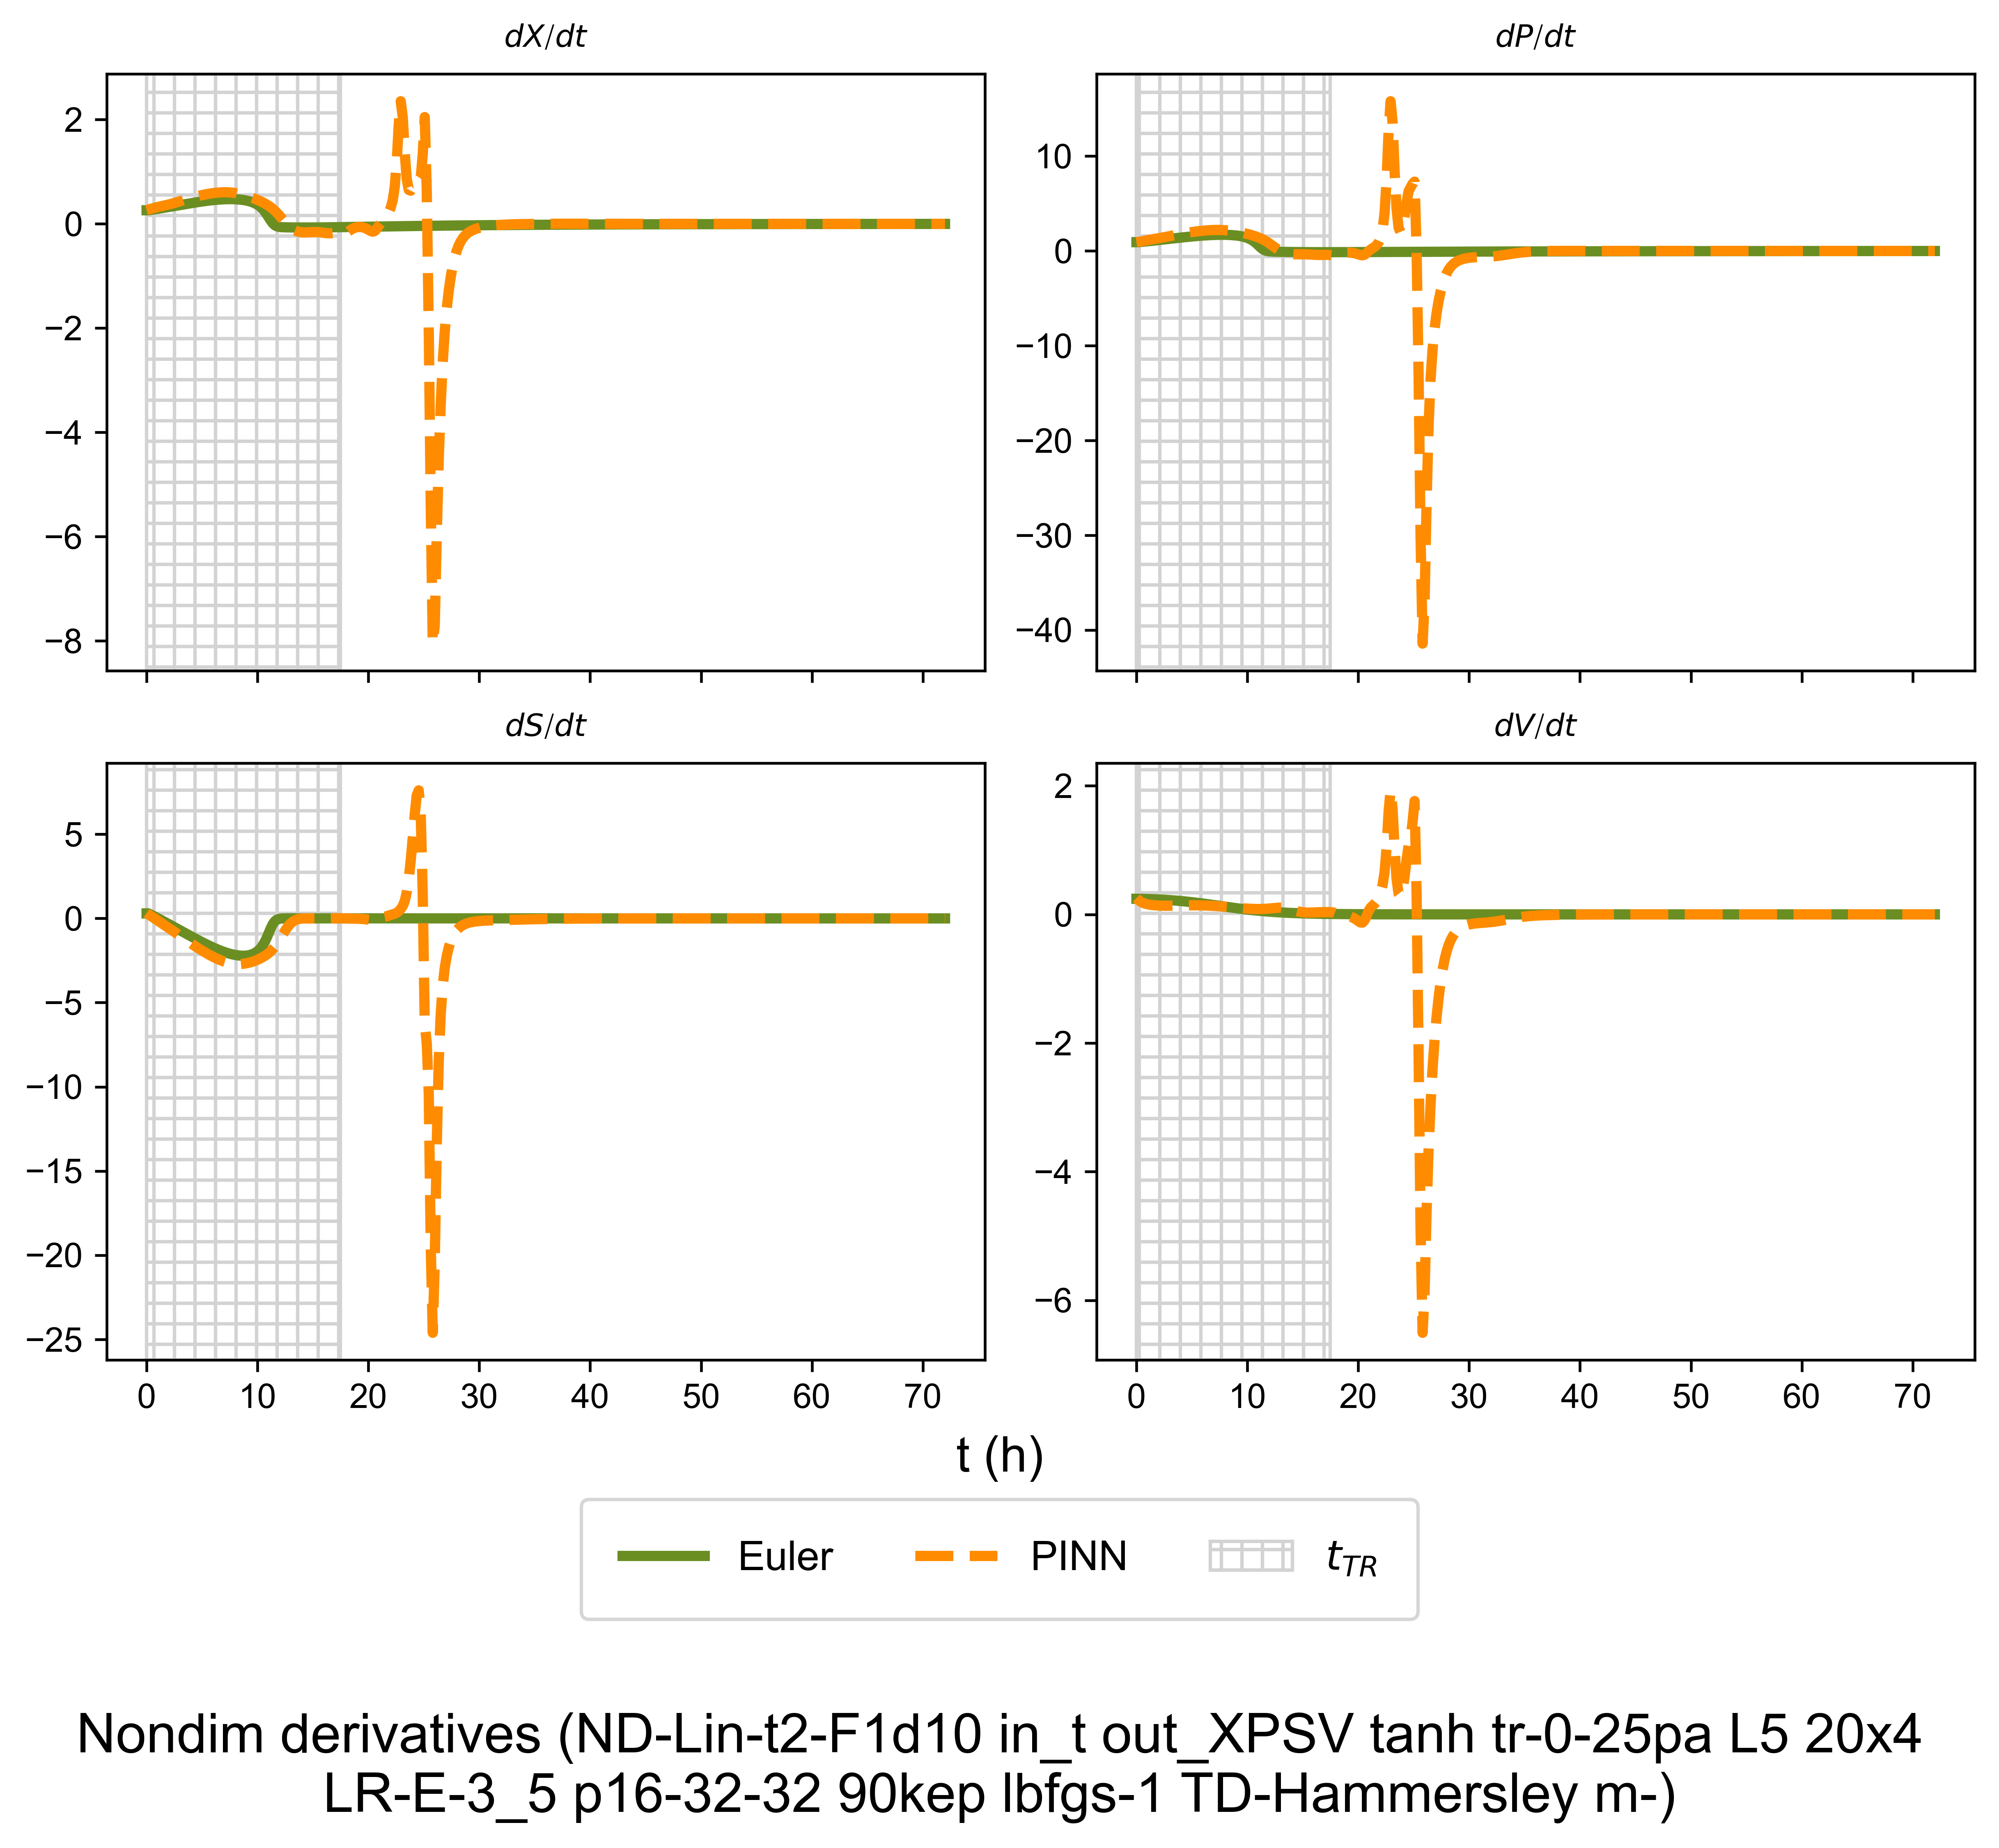 dX/dt
dP/dt
2
0
−2
−4
−6
−8
10
0
−10
−20
−30
−40
dS/dt
dV/dt
5
0
−5
−10
−15
−20
−25
0 10 20 30 40 50 60 70
2
0
−2
−4
−6
0 10 20 30 40 50 60 70
t (h)
Euler PINN t_TR
Nondim derivatives (ND-Lin-t2-F1d10 in_t out_XPSV tanh tr-0-25pa L5 20x4
LR-E-3_5 p16-32-32 90kep lbfgs-1 TD-Hammersley m-)